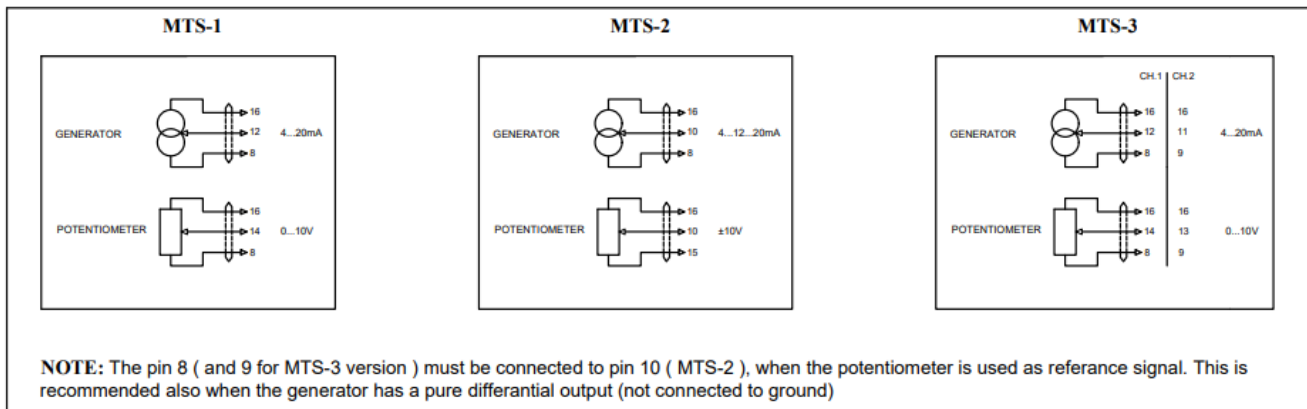 MTS-1
GENERATOR
16
12 4...20mA
8
POTENTIOMETER
16
14 0...10V
8
MTS-2
GENERATOR
16
10 4...12...20mA
8
POTENTIOMETER
16
10 ±10V
15
MTS-3
CH.1 CH.2
GENERATOR
16 16
12 11 4...20mA
8 9
POTENTIOMETER
16 16
14 13 0...10V
8 9
NOTE: The pin 8 ( and 9 for MTS-3 version ) must be connected to pin 10 ( MTS-2 ), when the potentiometer is used as referance signal. This is
recommended also when the generator has a pure differantial output (not connected to ground)